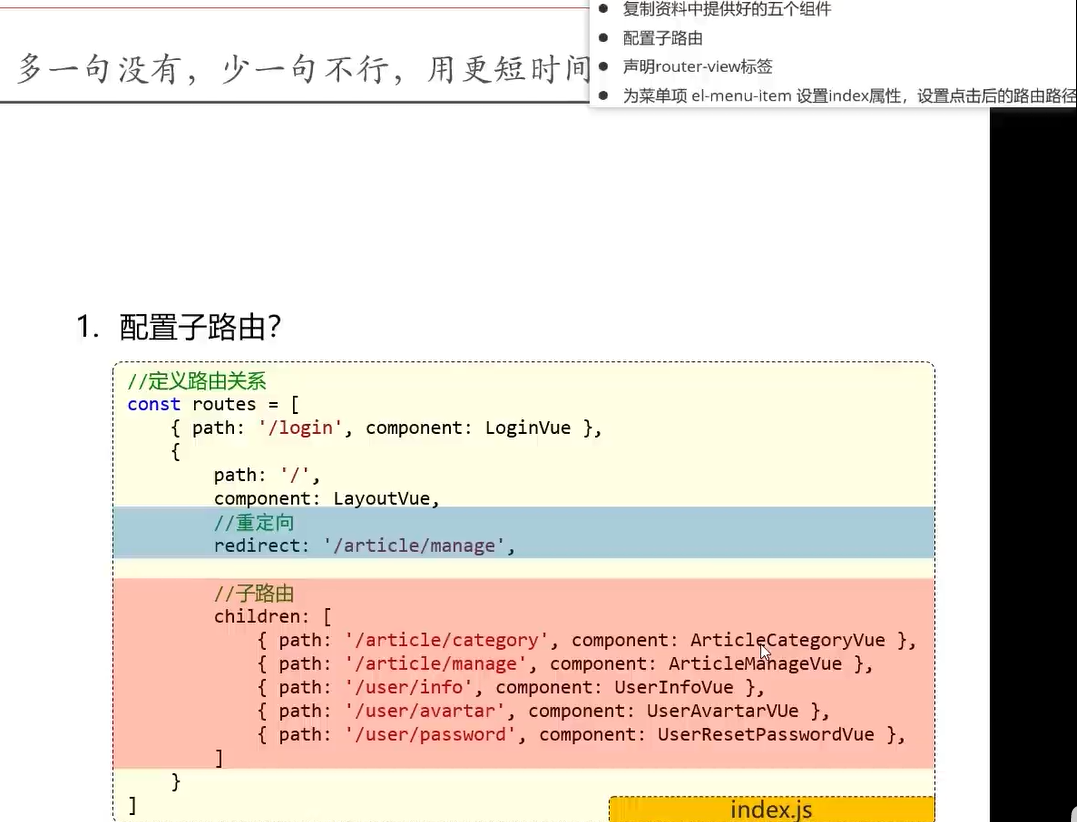 复制资料中提供好的五个组件
配置子路由
声明router-view标签
为菜单项 el-menu-item 设置index属性，设置点击后的路由路径
多一句没有，少一句不行，用更短时间
1. 配置子路由？
//定义路由关系
const routes = [
{ path: '/login', component: LoginVue },
{
path: '/',
component: LayoutVue,
//重定向
redirect: '/article/manage',
//子路由
children: [
{ path: '/article/category', component: ArticleCategoryVue },
{ path: '/article/manage', component: ArticleManageVue },
{ path: '/user/info', component: UserInfoVue },
{ path: '/user/avartar', component: UserAvartarVUe },
{ path: '/user/password', component: UserResetPasswordVue },
]
}
]
index.js